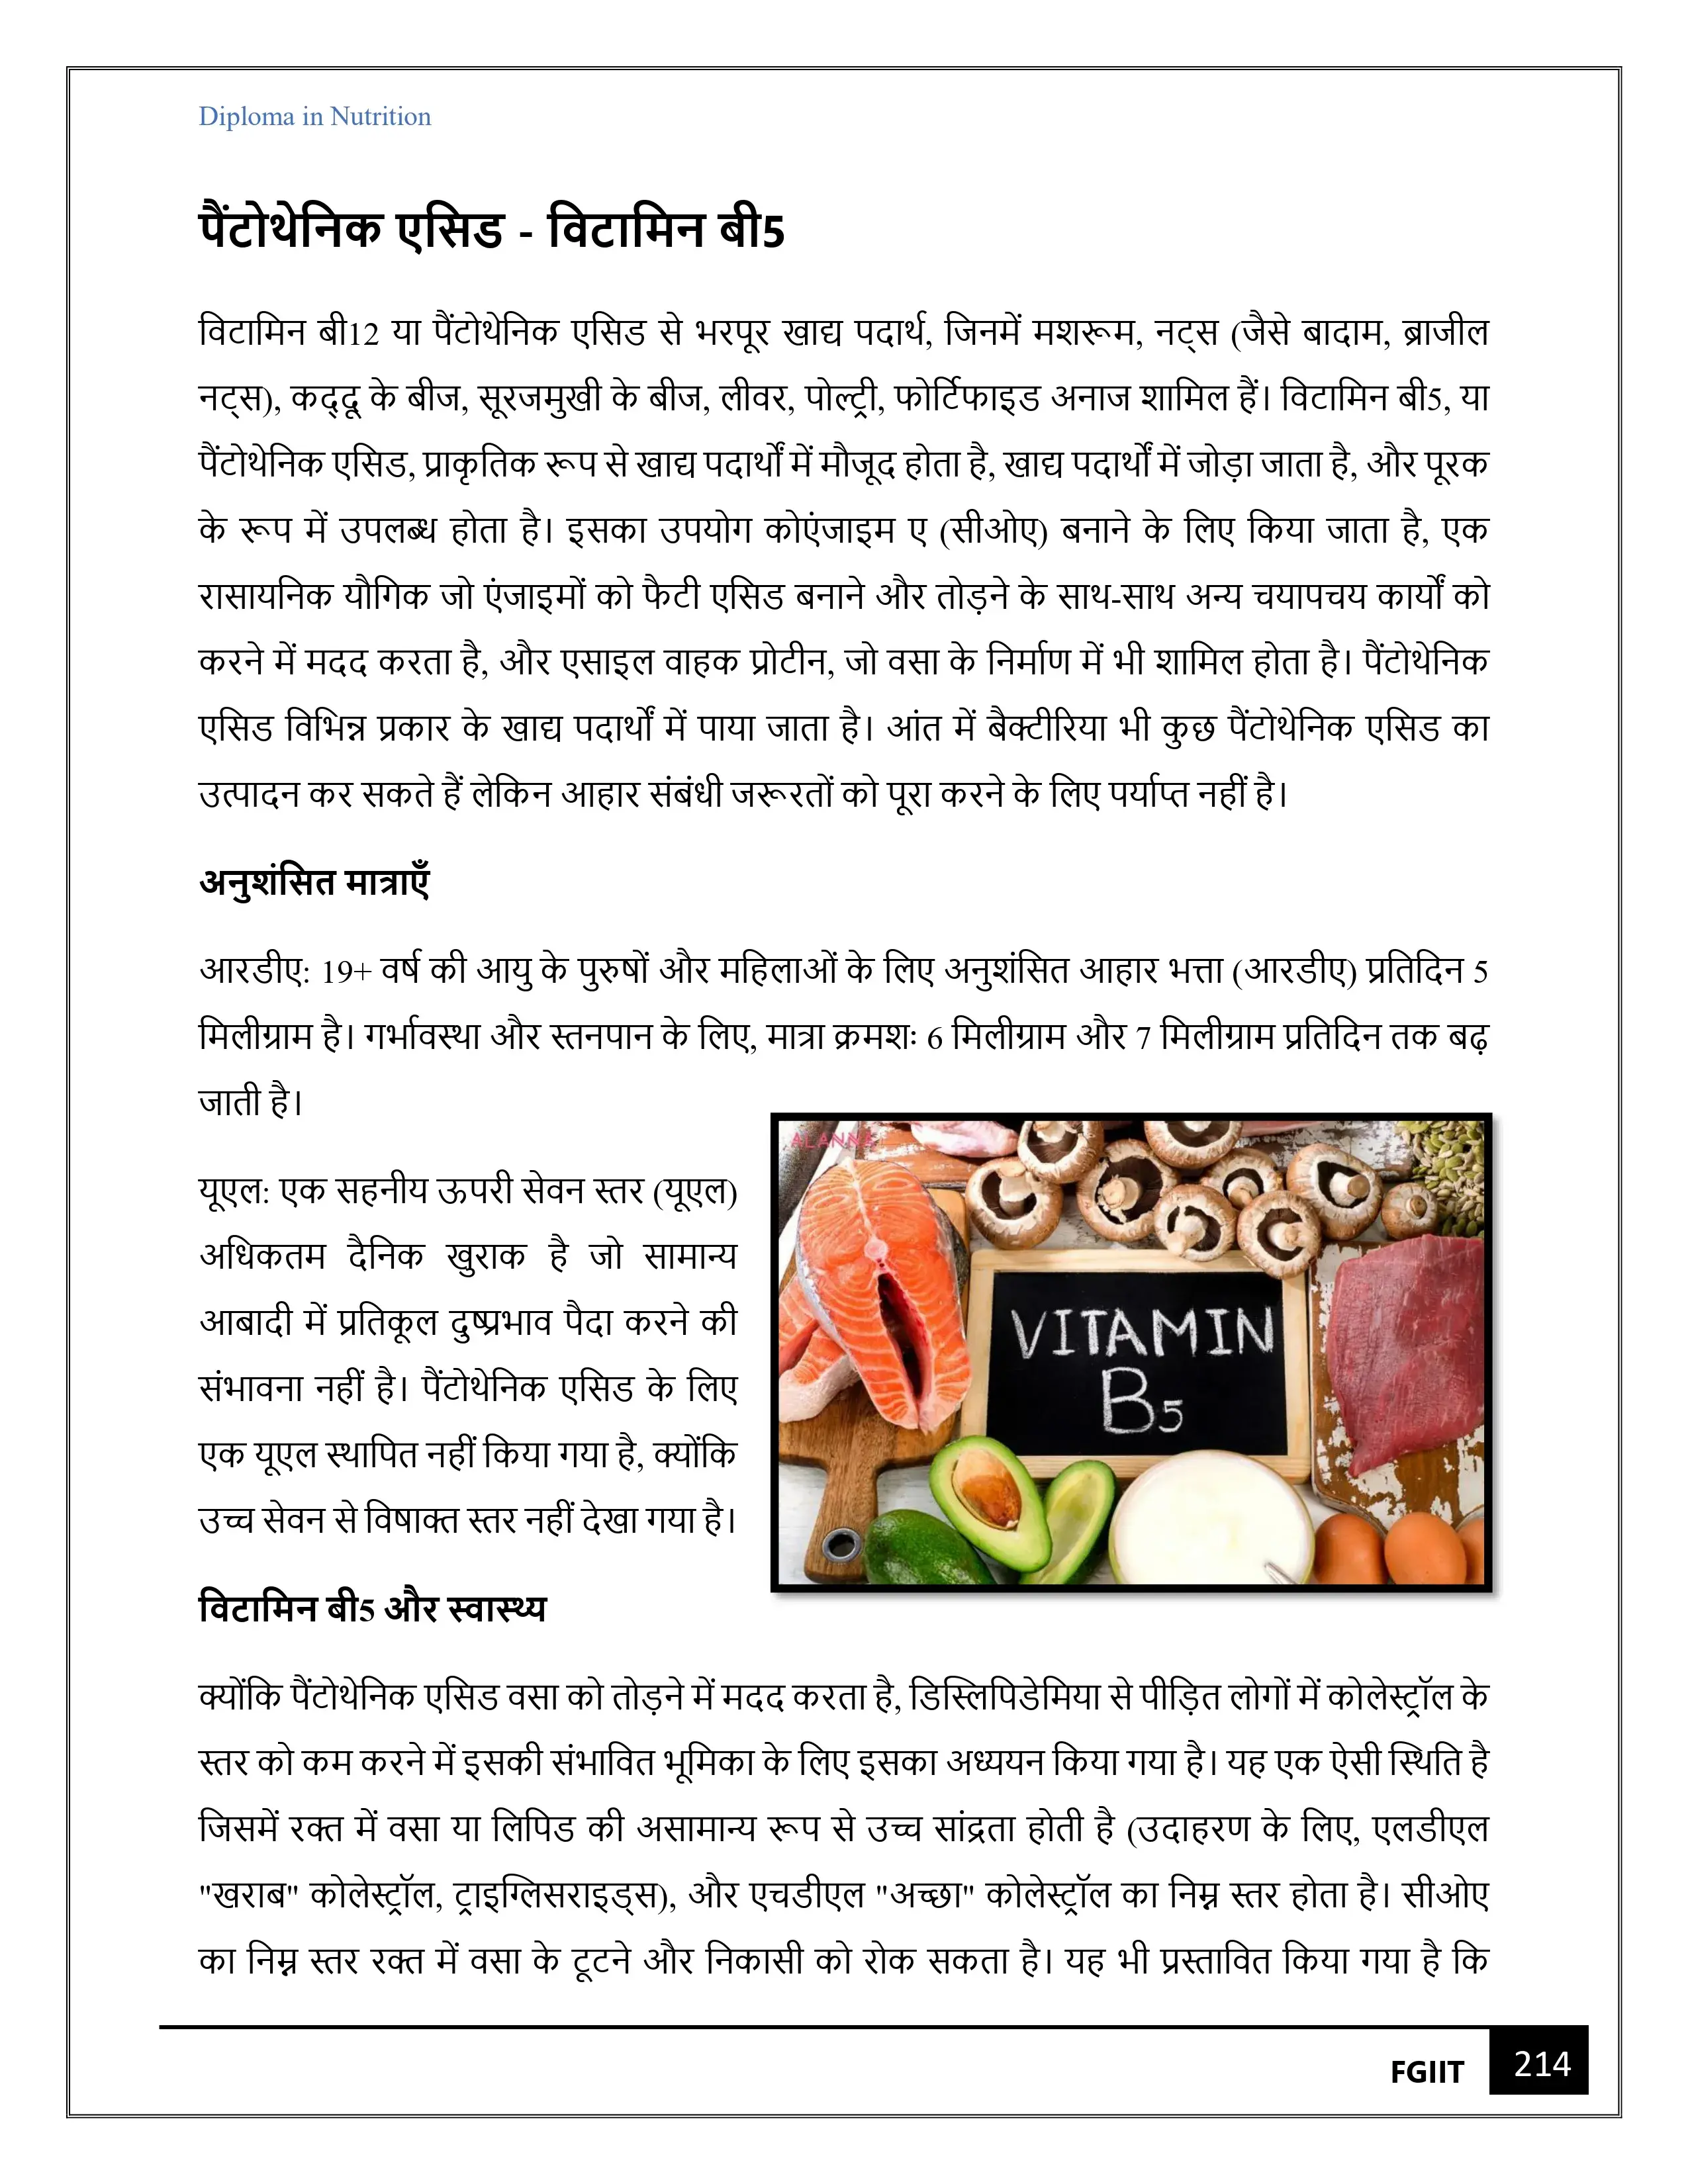 Diploma in Nutrition
पैंटोथेनिक एसिड - विटामिन बी5
विटामिन बी12 या पैंटोथेनिक एसिड से भरपूर खाद्य पदार्थ, जिनमें मशरूम, नट्स (जैसे बादाम, ब्राजील
नट्स), कद्दू के बीज, सूरजमुखी के बीज, लीवर, पोल्ट्री, फोर्टिफाइड अनाज शामिल हैं। विटामिन बी5, या
पैंटोथेनिक एसिड, प्राकृतिक रूप से खाद्य पदार्थों में मौजूद होता है, खाद्य पदार्थों में जोड़ा जाता है, और पूरक
के रूप में उपलब्ध होता है। इसका उपयोग कोएंजाइम ए (सीओए) बनाने के लिए किया जाता है, एक
रासायनिक यौगिक जो एंजाइमों को फैटी एसिड बनाने और तोड़ने के साथ-साथ अन्य चयापचय कार्यों को
करने में मदद करता है, और एसाइल वाहक प्रोटीन, जो वसा के निर्माण में भी शामिल होता है। पैंटोथेनिक
एसिड विभिन्न प्रकार के खाद्य पदार्थों में पाया जाता है। आंत में बैक्टीरिया भी कुछ पैंटोथेनिक एसिड का
उत्पादन कर सकते हैं लेकिन आहार संबंधी जरूरतों को पूरा करने के लिए पर्याप्त नहीं है।
अनुशंसित मात्राएँ
आरडीए: 19+ वर्ष की आयु के पुरुषों और महिलाओं के लिए अनुशंसित आहार भत्ता (आरडीए) प्रतिदिन 5
मिलीग्राम है। गर्भावस्था और स्तनपान के लिए, मात्रा क्रमशः 6 मिलीग्राम और 7 मिलीग्राम प्रतिदिन तक बढ़
जाती है।
यूएल: एक सहनीय ऊपरी सेवन स्तर (यूएल)
अधिकतम दैनिक खुराक है जो सामान्य
आबादी में प्रतिकूल दुष्प्रभाव पैदा करने की
संभावना नहीं है। पैंटोथेनिक एसिड के लिए
एक यूएल स्थापित नहीं किया गया है, क्योंकि
उच्च सेवन से विषाक्त स्तर नहीं देखा गया है।
ALANNA
VITAMIN
B5
विटामिन बी5 और स्वास्थ्य
क्योंकि पैंटोथेनिक एसिड वसा को तोड़ने में मदद करता है, डिस्लिपिडेमिया से पीड़ित लोगों में कोलेस्ट्रॉल के
स्तर को कम करने में इसकी संभावित भूमिका के लिए इसका अध्ययन किया गया है। यह एक ऐसी स्थिति है
जिसमें रक्त में वसा या लिपिड की असामान्य रूप से उच्च सांद्रता होती है (उदाहरण के लिए, एलडीएल
"खराब" कोलेस्ट्रॉल, ट्राइग्लिसराइड्स), और एचडीएल "अच्छा" कोलेस्ट्रॉल का निम्न स्तर होता है। सीओए
का निम्न स्तर रक्त में वसा के टूटने और निकासी को रोक सकता है। यह भी प्रस्तावित किया गया है कि
FGIIT
214